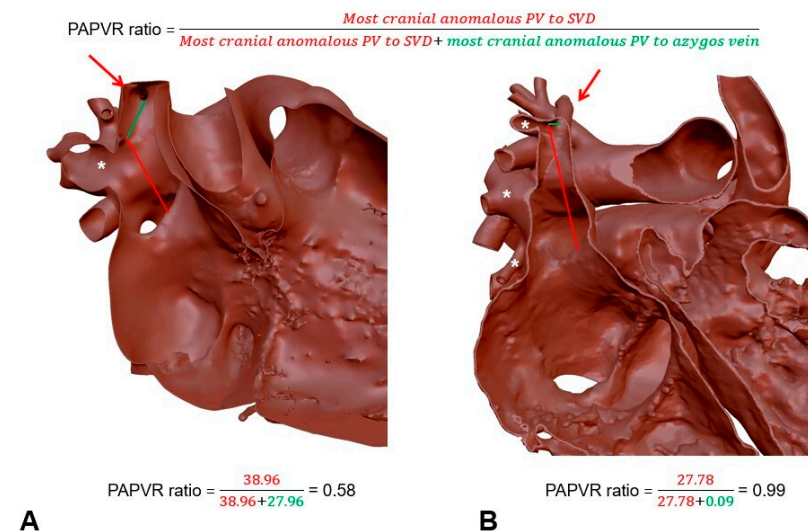 PAPVR ratio = Most cranial anomalous PV to SVD / Most cranial anomalous PV to SVD + most cranial anomalous PV to azygos vein
*
*
*
*
PAPVR ratio = 38.96 / 38.96+27.96 = 0.58
PAPVR ratio = 27.78 / 27.78+0.09 = 0.99
A
B